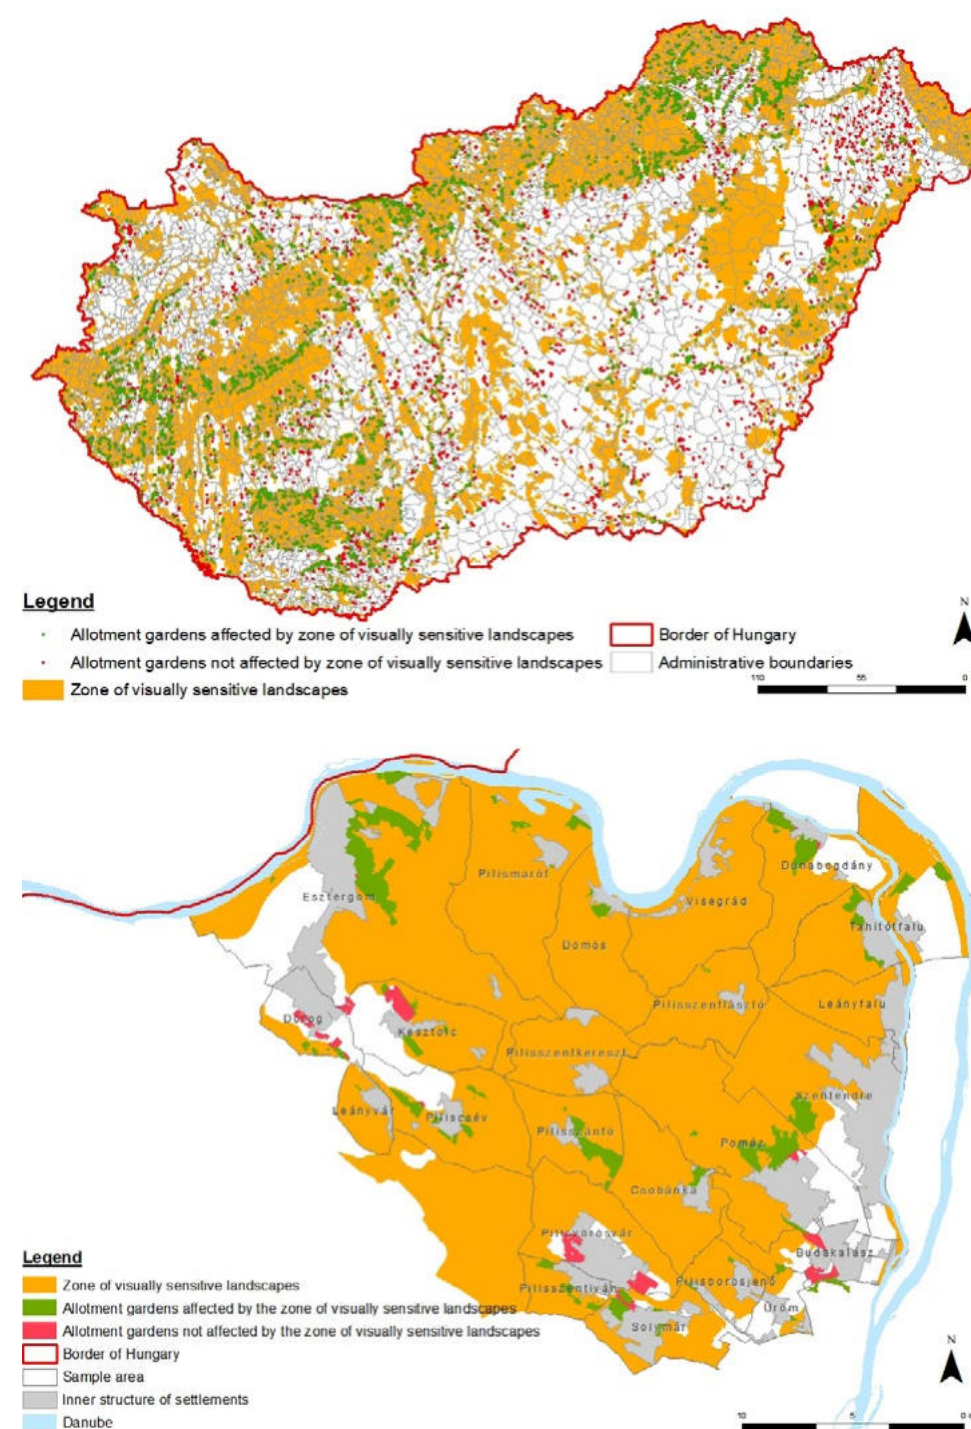 Legend
N
Allotment gardens affected by zone of visually sensitive landscapes
Border of Hungary
Allotment gardens not affected by zone of visually sensitive landscapes
Administrative boundaries
Zone of visually sensitive landscapes
110 55 0
Pilismarót
Dunabogdány
Esztergom
Visegrád
Tahitótfalu
Dömös
Pilisszentlászló
Leányfalu
Dorog
Kesztölc
Pilisszentkereszt
Szentendre
Leányvár
Piliscsév
Pilisszántó
Pomáz
Csobánka
Pilisvörösvár
Budakalász
Pilisszentiván
Pilisborosjenő
Üröm
Solymár
Legend
Zone of visually sensitive landscapes
Allotment gardens affected by the zone of visually sensitive landscapes
Allotment gardens not affected by the zone of visually sensitive landscapes
Border of Hungary
Sample area
Inner structure of settlements
Danube
N
10 5 0